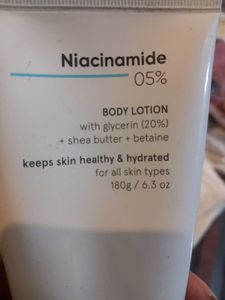 Niacinamide
05%
BODY LOTION
with glycerin (20%)
+ shea butter + betaine
keeps skin healthy & hydrated
for all skin types
180g / 6.3 oz